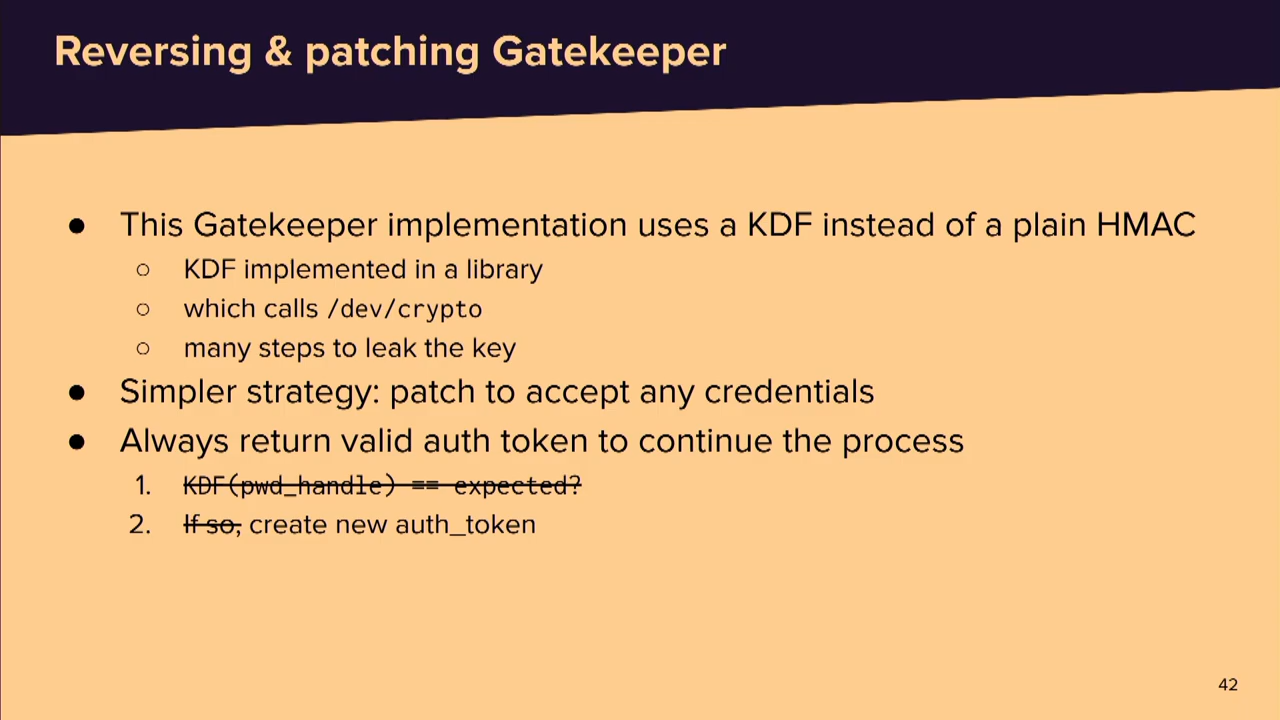 Reversing & patching Gatekeeper
● This Gatekeeper implementation uses a KDF instead of a plain HMAC
○ KDF implemented in a library
○ which calls /dev/crypto
○ many steps to leak the key
● Simpler strategy: patch to accept any credentials
● Always return valid auth token to continue the process
1. KDF(pwd_handle) == expected?
2. If so, create new auth_token
42